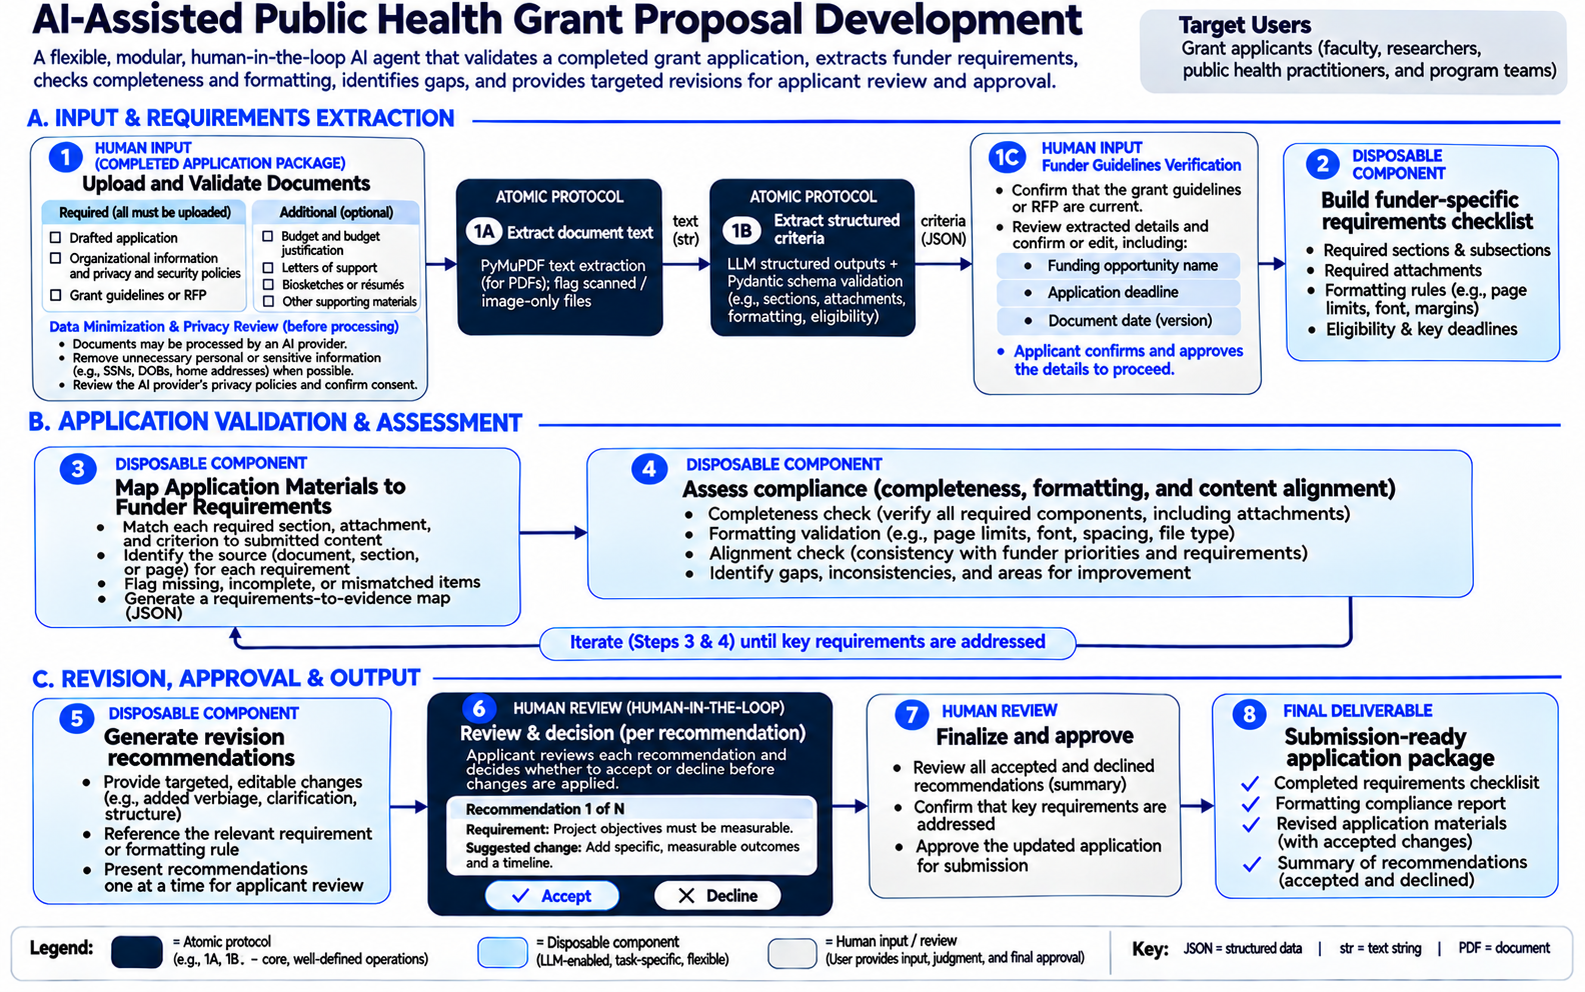 AI-Assisted Public Health Grant Proposal Development
A flexible, modular, human-in-the-loop AI agent that validates a completed grant application, extracts funder requirements,
checks completeness and formatting, identifies gaps, and provides targeted revisions for applicant review and approval.
Target Users
Grant applicants (faculty, researchers,
public health practitioners, and program teams)
A. INPUT & REQUIREMENTS EXTRACTION
1
HUMAN INPUT
(COMPLETED APPLICATION PACKAGE)
Upload and Validate Documents
Required (all must be uploaded)
Drafted application
Organizational information
and privacy and security policies
Grant guidelines or RFP
Additional (optional)
Budget and budget
justification
Letters of support
Biosketches or résumés
Other supporting materials
Data Minimization & Privacy Review (before processing)
• Documents may be processed by an AI provider.
• Remove unnecessary personal or sensitive information
(e.g., SSNs, DOBs, home addresses) when possible.
• Review the AI provider's privacy policies and confirm consent.
ATOMIC PROTOCOL
1A Extract document text
PyMuPDF text extraction
(for PDFs); flag scanned /
image-only files
text
(str)
ATOMIC PROTOCOL
1B Extract structured
criteria
LLM structured outputs +
Pydantic schema validation
(e.g., sections, attachments,
formatting, eligibility)
criteria
(JSON)
1C
HUMAN INPUT
Funder Guidelines Verification
• Confirm that the grant guidelines
or RFP are current.
• Review extracted details and
confirm or edit, including:
• Funding opportunity name
• Application deadline
• Document date (version)
• Applicant confirms and approves
the details to proceed.
2
DISPOSABLE
COMPONENT
Build funder-specific
requirements checklist
• Required sections & subsections
• Required attachments
• Formatting rules (e.g., page
limits, font, margins)
• Eligibility & key deadlines
B. APPLICATION VALIDATION & ASSESSMENT
3
DISPOSABLE COMPONENT
Map Application Materials to
Funder Requirements
• Match each required section, attachment,
and criterion to submitted content
• Identify the source (document, section,
or page) for each requirement
• Flag missing, incomplete, or mismatched items
• Generate a requirements-to-evidence map
(JSON)
4
DISPOSABLE COMPONENT
Assess compliance (completeness, formatting, and content alignment)
• Completeness check (verify all required components, including attachments)
• Formatting validation (e.g., page limits, font, spacing, file type)
• Alignment check (consistency with funder priorities and requirements)
• Identify gaps, inconsistencies, and areas for improvement
Iterate (Steps 3 & 4) until key requirements are addressed
C. REVISION, APPROVAL & OUTPUT
5
DISPOSABLE COMPONENT
Generate revision
recommendations
• Provide targeted, editable changes
(e.g., added verbiage, clarification,
structure)
• Reference the relevant requirement
or formatting rule
• Present recommendations
one at a time for applicant review
6
HUMAN REVIEW (HUMAN-IN-THE-LOOP)
Review & decision (per recommendation)
Applicant reviews each recommendation and
decides whether to accept or decline before
changes are applied.
Recommendation 1 of N
Requirement: Project objectives must be measurable.
Suggested change: Add specific, measurable outcomes
and a timeline.
✓ Accept
✕ Decline
7
HUMAN REVIEW
Finalize and approve
• Review all accepted and declined
recommendations (summary)
• Confirm that key requirements are
addressed
• Approve the updated application
for submission
8
FINAL DELIVERABLE
Submission-ready
application package
✓ Completed requirements checklisit
✓ Formatting compliance report
✓ Revised application materials
(with accepted changes)
✓ Summary of recommendations
(accepted and declined)
Legend:
= Atomic protocol
(e.g., 1A, 1B. – core, well-defined operations)
= Disposable component
(LLM-enabled, task-specific, flexible)
= Human input / review
(User provides input, judgment, and final approval)
Key: JSON = structured data | str = text string | PDF = document